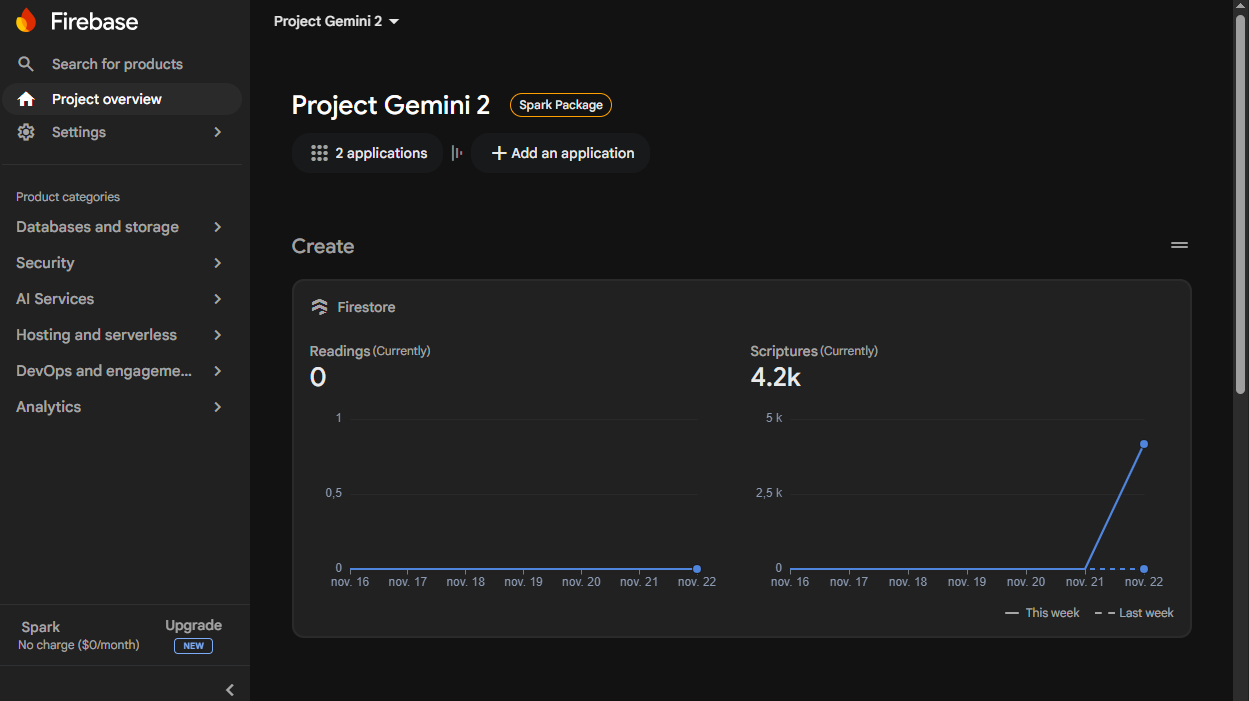 Firebase
Search for products
Project overview
Settings
Product categories
Databases and storage
Security
AI Services
Hosting and serverless
DevOps and engageme...
Analytics
Spark
No charge ($0/month)
Upgrade
NEW
Project Gemini 2
Project Gemini 2
Spark Package
2 applications
Add an application
Create
Firestore
Readings (Currently)
0
1
0,5
0
nov. 16 nov. 17 nov. 18 nov. 19 nov. 20 nov. 21 nov. 22
Scriptures (Currently)
4.2k
5 k
2,5 k
0
nov. 16 nov. 17 nov. 18 nov. 19 nov. 20 nov. 21 nov. 22
This week Last week